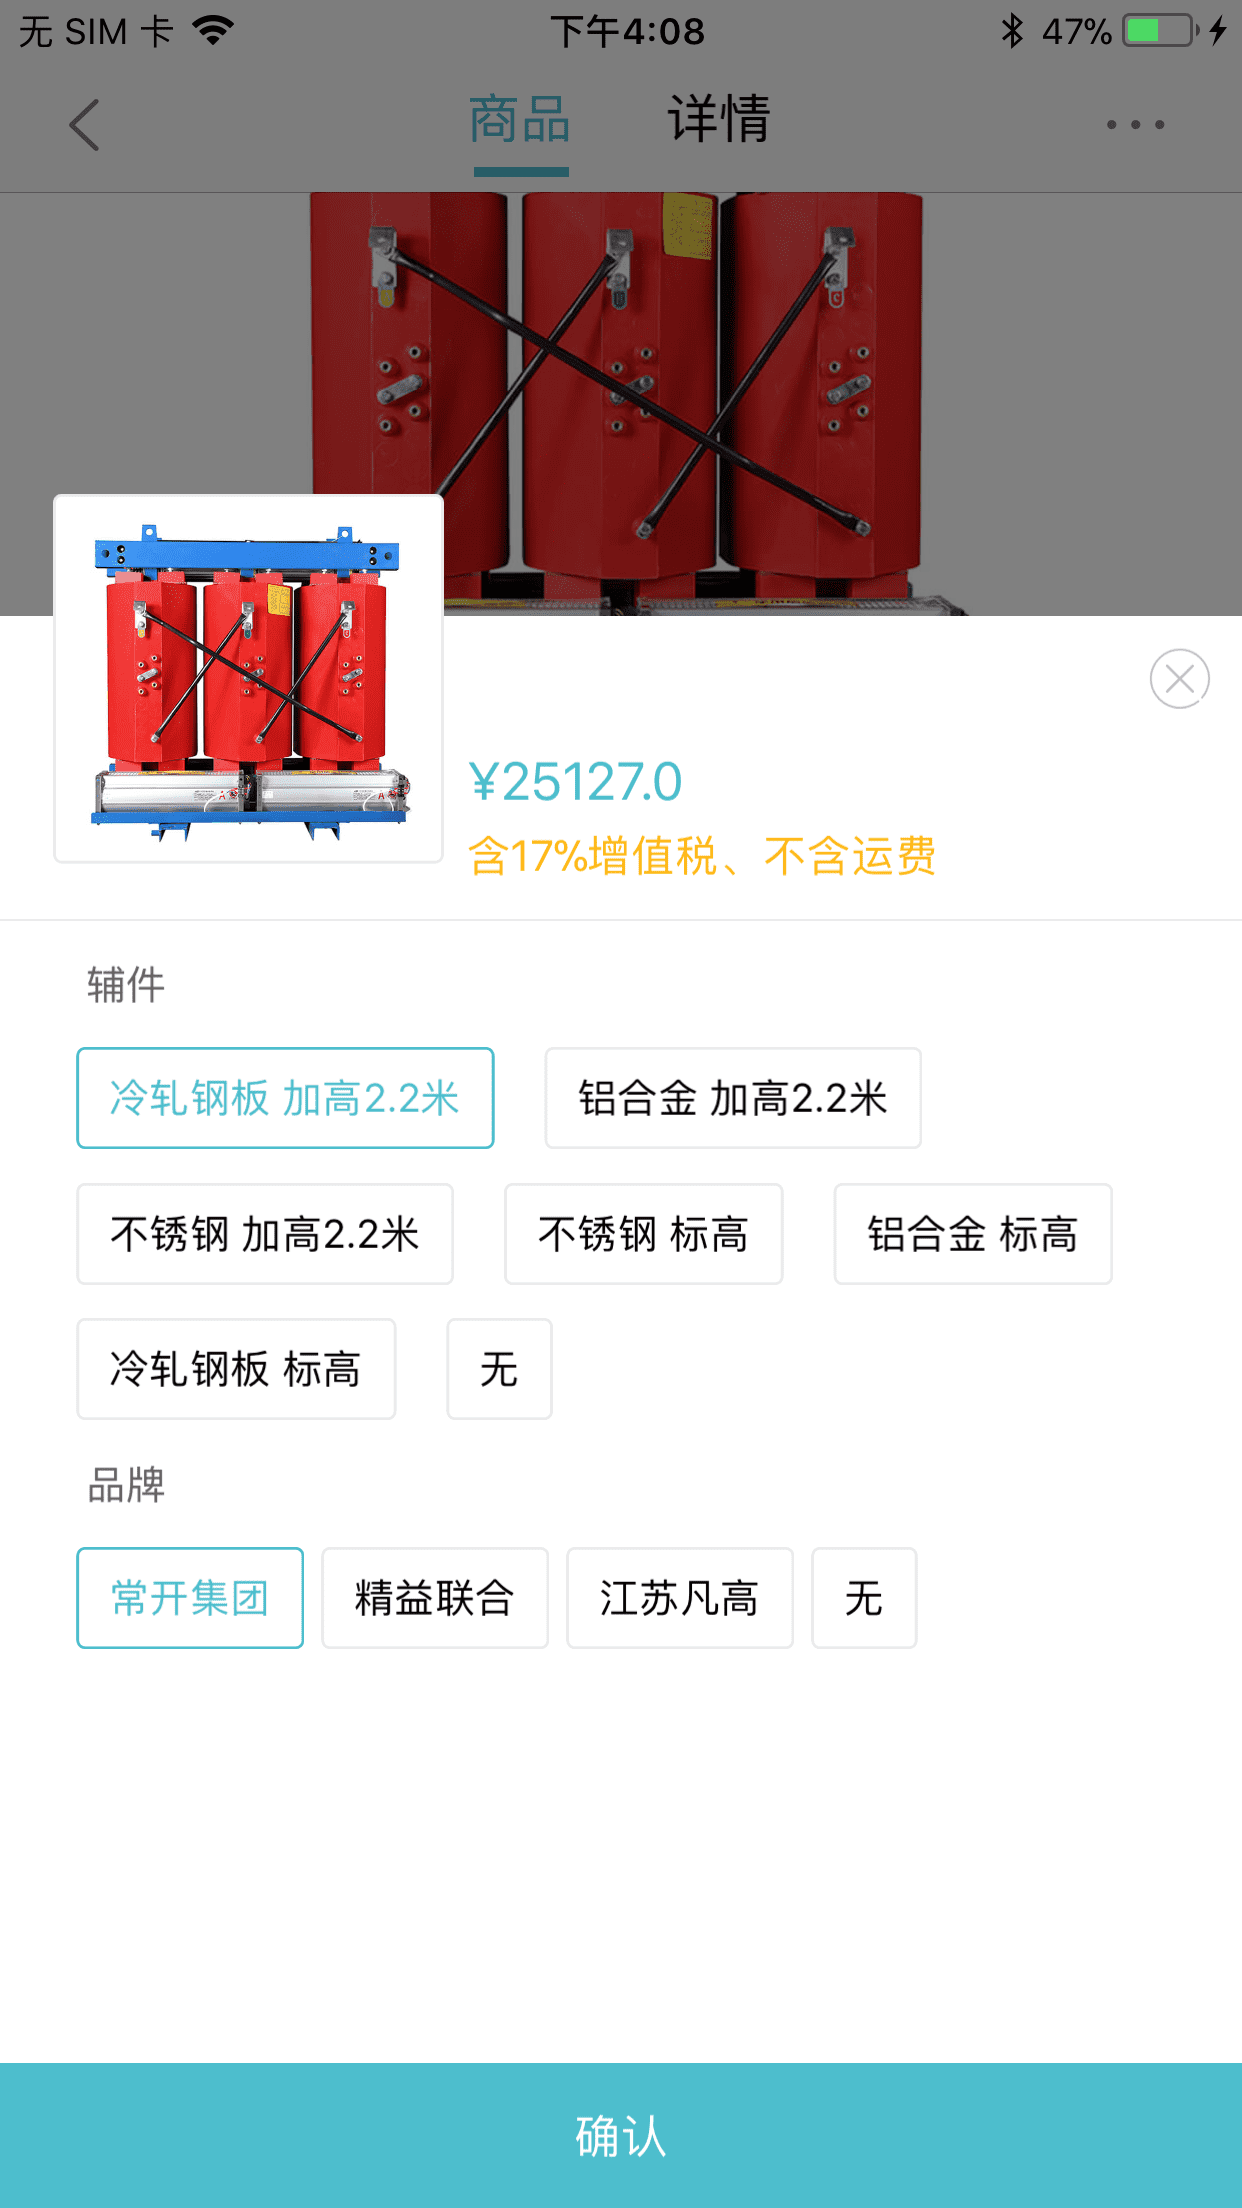 无 SIM 卡 下午4:08 47%
商品 详情
¥25127.0
含17%增值税、不含运费
辅件
冷轧钢板 加高2.2米 铝合金 加高2.2米
不锈钢 加高2.2米 不锈钢 标高 铝合金 标高
冷轧钢板 标高 无
品牌
常开集团 精益联合 江苏凡高 无
确认